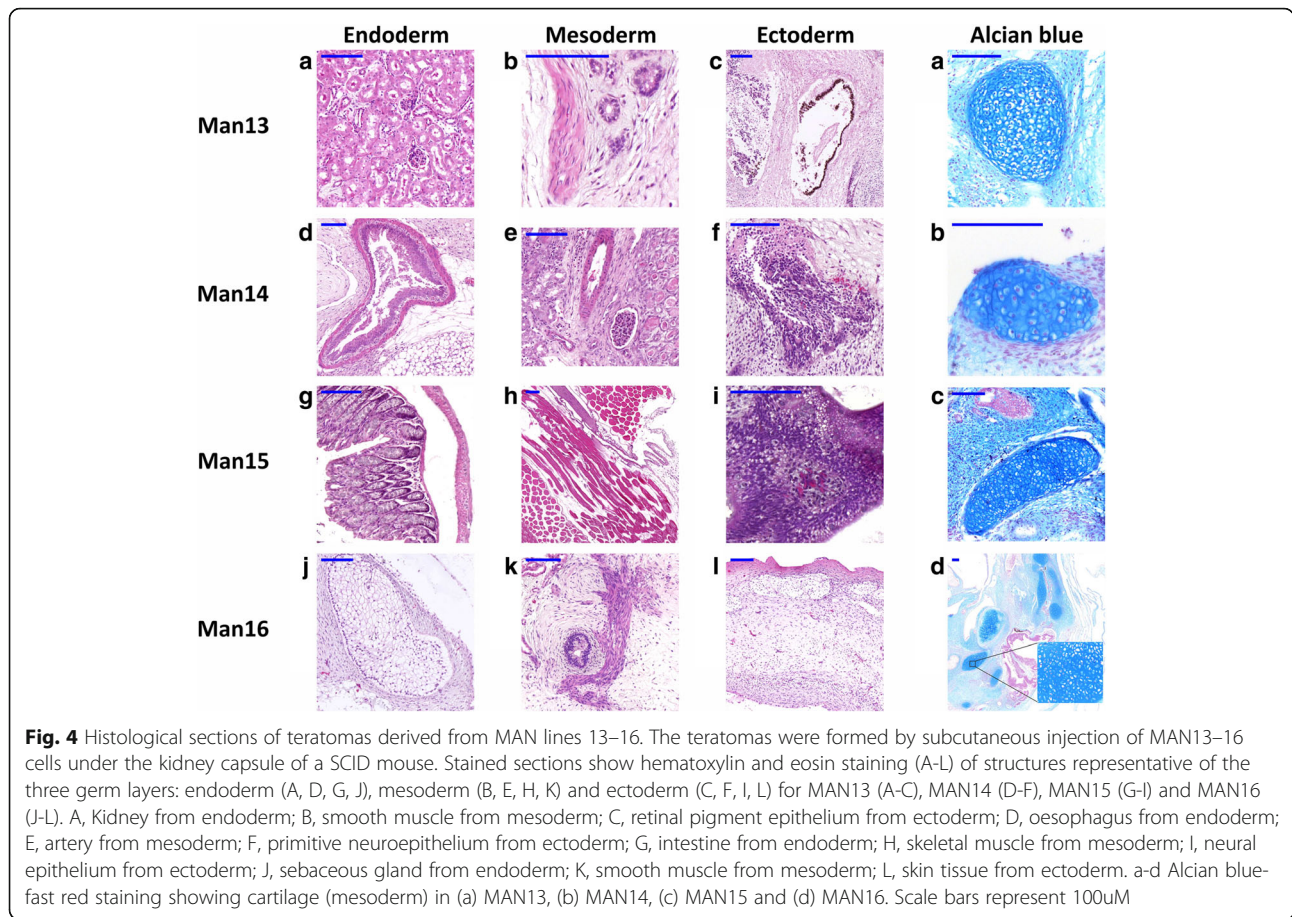 Endoderm Mesoderm Ectoderm Alcian blue
a b c a
Man13
d e f b
Man14
g h i c
Man15
j k l d
Man16
Fig. 4 Histological sections of teratomas derived from MAN lines 13–16. The teratomas were formed by subcutaneous injection of MAN13–16
cells under the kidney capsule of a SCID mouse. Stained sections show hematoxylin and eosin staining (A-L) of structures representative of the
three germ layers: endoderm (A, D, G, J), mesoderm (B, E, H, K) and ectoderm (C, F, I, L) for MAN13 (A-C), MAN14 (D-F), MAN15 (G-I) and MAN16
(J-L). A, Kidney from endoderm; B, smooth muscle from mesoderm; C, retinal pigment epithelium from ectoderm; D, oesophagus from endoderm;
E, artery from mesoderm; F, primitive neuroepithelium from ectoderm; G, intestine from endoderm; H, skeletal muscle from mesoderm; I, neural
epithelium from ectoderm; J, sebaceous gland from endoderm; K, smooth muscle from mesoderm; L, skin tissue from ectoderm. a-d Alcian blue-
fast red staining showing cartilage (mesoderm) in (a) MAN13, (b) MAN14, (c) MAN15 and (d) MAN16. Scale bars represent 100uM